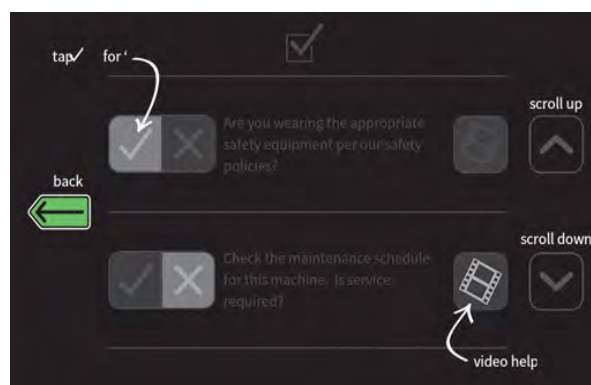 tap✓ for ‘
Are you wearing the appropriate
safety equipment per our safety
policies?
scroll up
back
Check the maintenance schedule
for this machine. Is service
required?
scroll down
video help